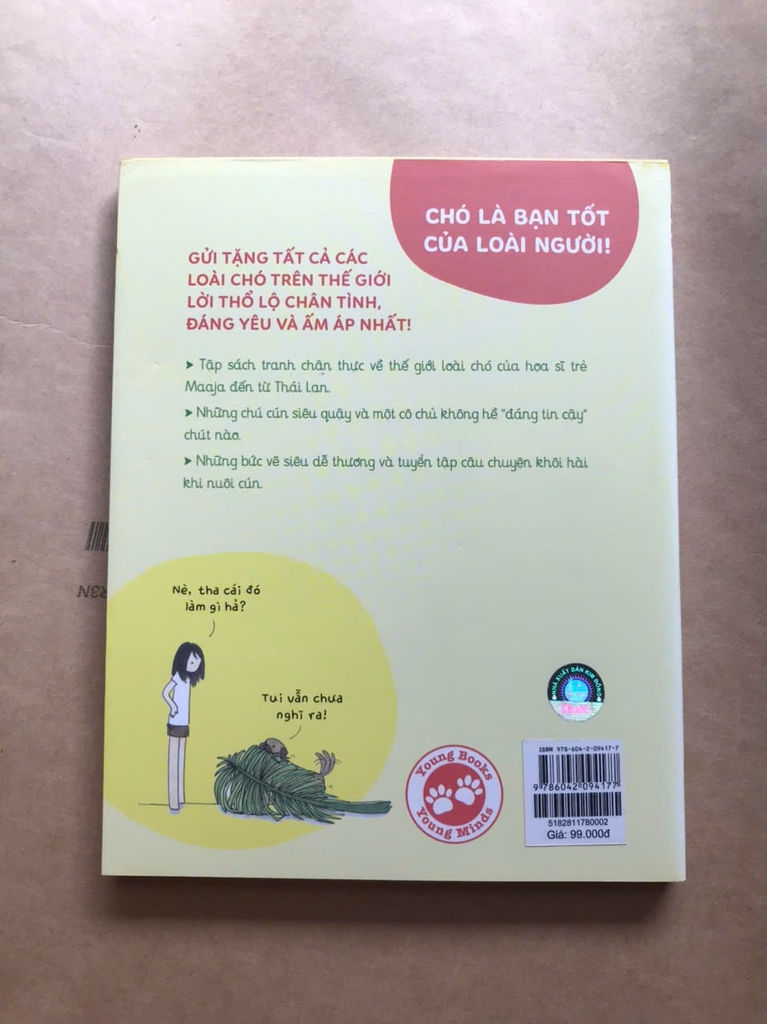 CHÓ LÀ BẠN TỐT
CỦA LOÀI NGƯỜI!
GỬI TẶNG TẤT CẢ CÁC
LOÀI CHÓ TRÊN THẾ GIỚI
LỜI THỔ LỘ CHÂN TÌNH,
ĐÁNG YÊU VÀ ẤM ÁP NHẤT!
➤ Tập sách tranh chân thực về thế giới loài chó của họa sĩ trẻ
Maaja đến từ Thái Lan.
➤ Những chú cún siêu quậy và một cô chủ không hề "đáng tin cậy"
chút nào.
➤ Những bức vẽ siêu dễ thương và tuyển tập câu chuyện khôi hài
khi nuôi cún.
Nè, tha cái đó
làm gì hả?
Tui vẫn chưa
nghĩ ra!
NHÀ XUẤT BẢN KIM ĐỒNG
Young Books
Young Minds
ISBN 978-604-2-09417-7
9 786042 094177
5182811780002
Giá: 99.000đ